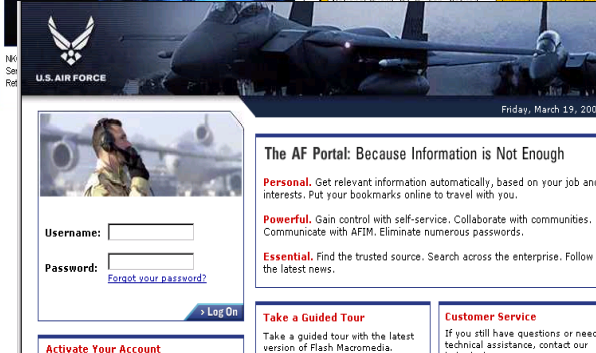 U.S. AIR FORCE
Friday, March 19, 200
The AF Portal: Because Information is Not Enough
Personal. Get relevant information automatically, based on your job and
interests. Put your bookmarks online to travel with you.
Powerful. Gain control with self-service. Collaborate with communities.
Communicate with AFIM. Eliminate numerous passwords.
Essential. Find the trusted source. Search across the enterprise. Follow
the latest news.
Username:
Password:
Forgot your password?
> Log On
Activate Your Account
Take a Guided Tour
Take a guided tour with the latest
version of Flash Macromedia.
Customer Service
If you still have questions or need
technical assistance, contact our